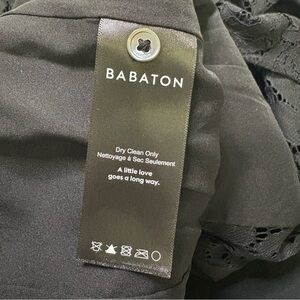 BABATON
Dry Clean Only
Nettoyage à Sec Seulement
A little love
goes a long way.